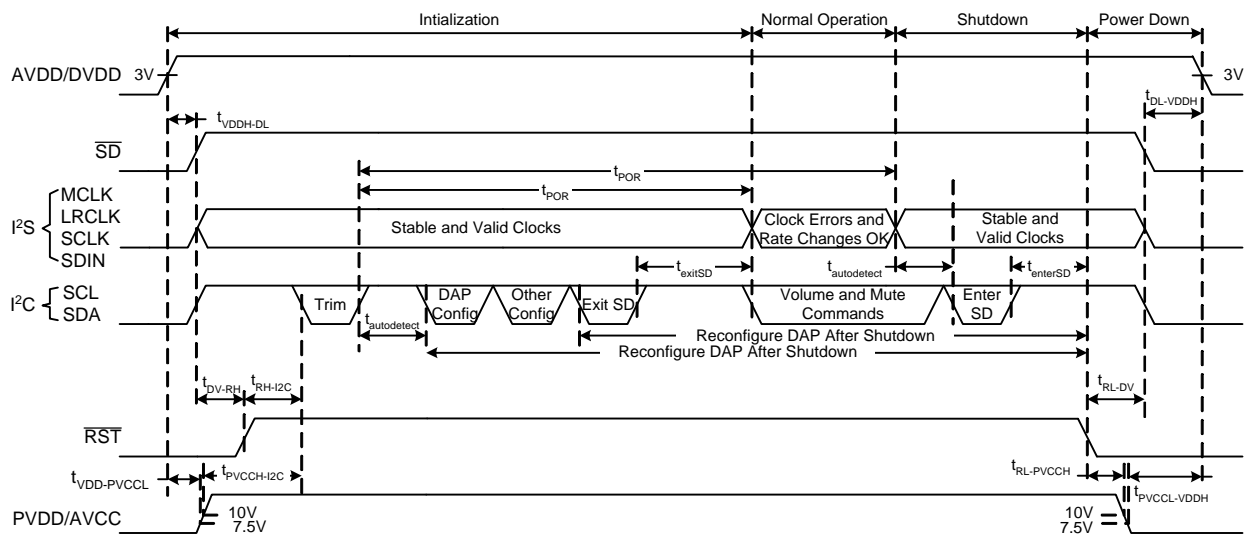 Intialization Normal Operation Shutdown Power Down
AVDD/DVDD 3V 3V
tVDDH-DL tDL-VDDH
SD
tPOR
tPOR
I2S MCLK
LRCLK
SCLK
SDIN
Stable and Valid Clocks
Clock Errors and
Rate Changes OK
Stable and
Valid Clocks
texitSD tautodetect tenterSD
I2C SCL
SDA
Trim
tautodetect
DAP
Config
Other
Config
Exit SD
Volume and Mute
Commands
Enter
SD
Reconfigure DAP After Shutdown
Reconfigure DAP After Shutdown
tDV-RH tRH-I2C tRL-DV
RST
tVDD-PVCCL tPVCCH-I2C tRL-PVCCH tPVCCL-VDDH
PVDD/AVCC
10V 10V
7.5V 7.5V